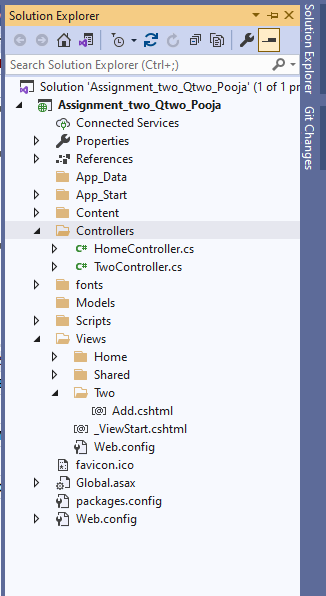 Solution Explorer
Search Solution Explorer (Ctrl+;)
Solution 'Assignment_two_Qtwo_Pooja' (1 of 1 pr
Assignment_two_Qtwo_Pooja
Connected Services
Properties
References
App_Data
App_Start
Content
Controllers
C# HomeController.cs
C# TwoController.cs
fonts
Models
Scripts
Views
Home
Shared
Two
[@] Add.cshtml
[@] _ViewStart.cshtml
Web.config
favicon.ico
Global.asax
packages.config
Web.config
Solution Explorer
Git Changes